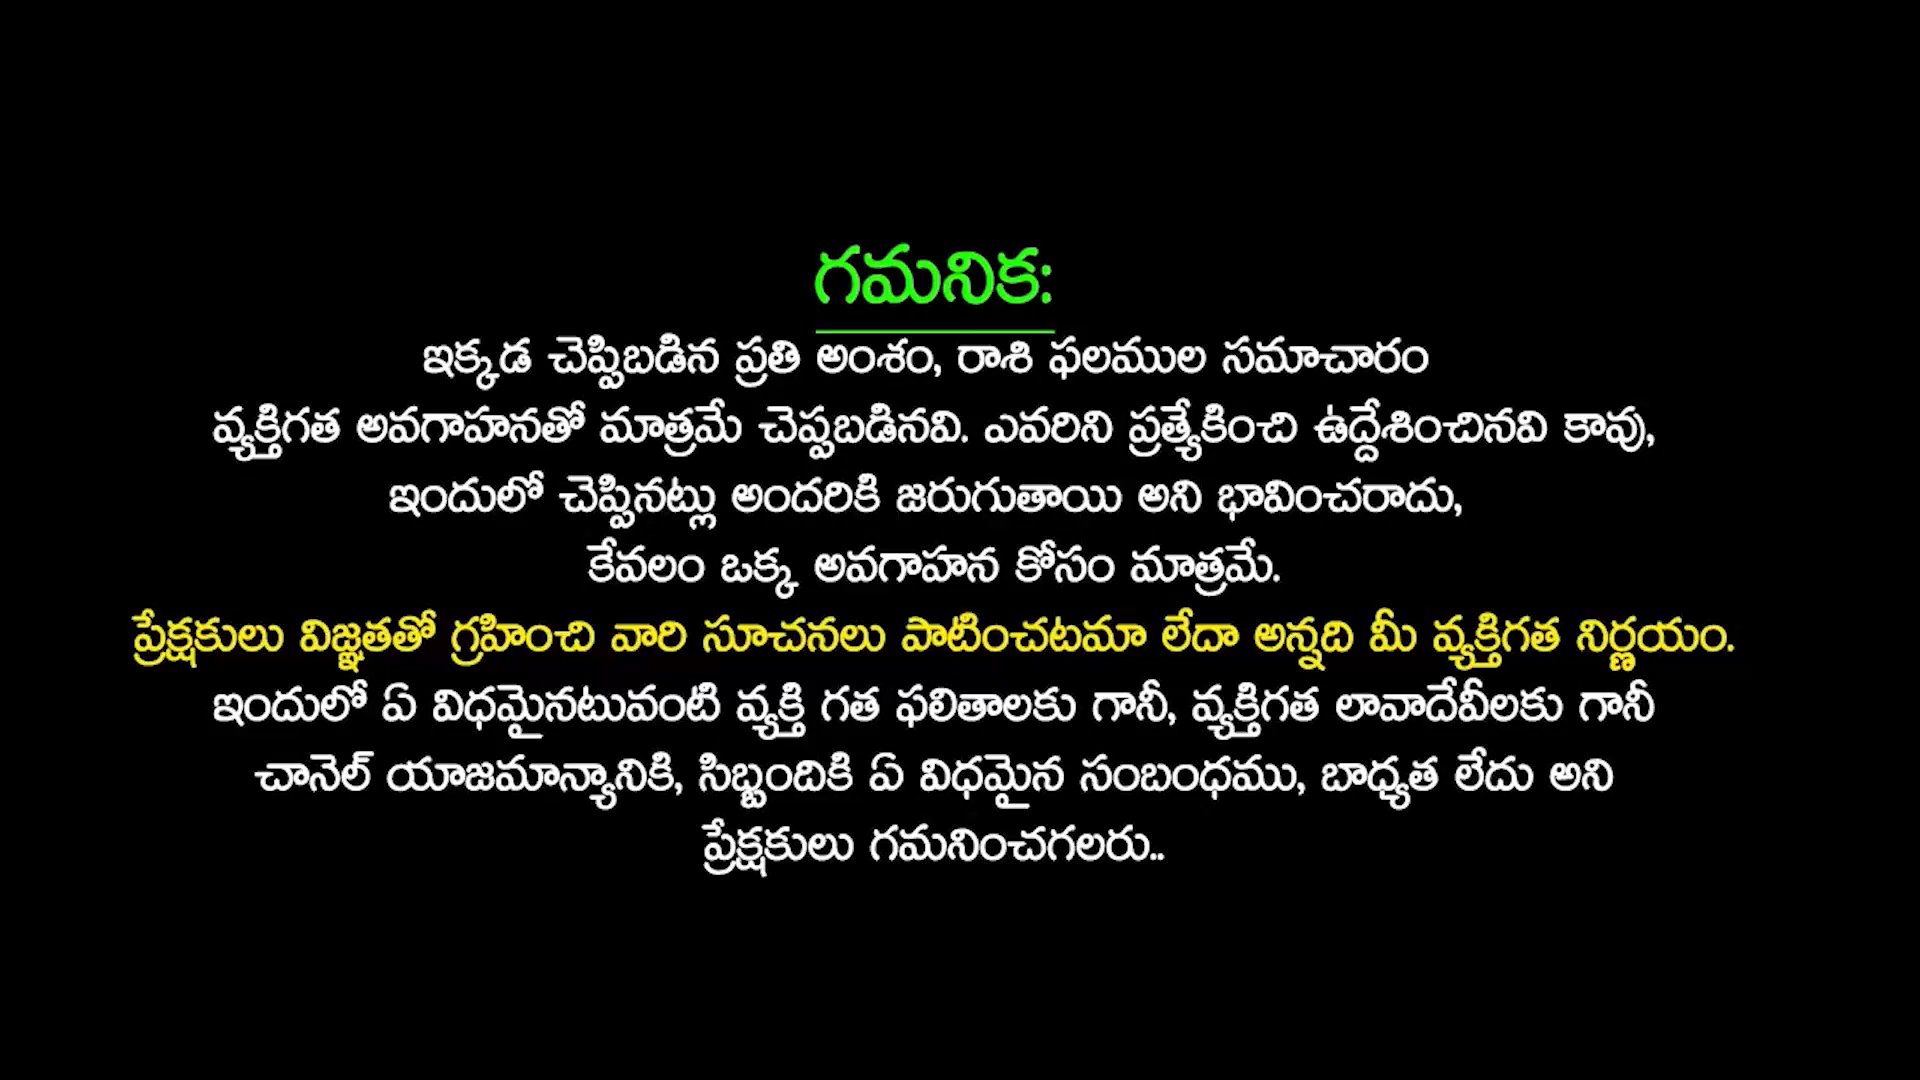 గమనిక:
ఇక్కడ చెప్పిబడిన ప్రతి అంశం, రాశి ఫలముల సమాచారం
వ్యక్తిగత అవగాహనతో మాత్రమే చెప్పబడినవి. ఎవరిని ప్రత్యేకించి ఉద్దేశించినవి కావు,
ఇందులో చెప్పినట్లు అందరికి జరుగుతాయి అని భావించరాదు,
కేవలం ఒక్క అవగాహన కోసం మాత్రమే.
ప్రేక్షకులు విజ్ఞతతో గ్రహించి వారి సూచనలు పాటించటమా లేదా అన్నది మీ వ్యక్తిగత నిర్ణయం.
ఇందులో ఏ విధమైనటువంటి వ్యక్తి గత ఫలితాలకు గానీ, వ్యక్తిగత లావాదేవీలకు గానీ
చానెల్ యాజమాన్యానికి, సిబ్బందికి ఏ విధమైన సంబంధము, బాధ్యత లేదు అని
ప్రేక్షకులు గమనించగలరు..